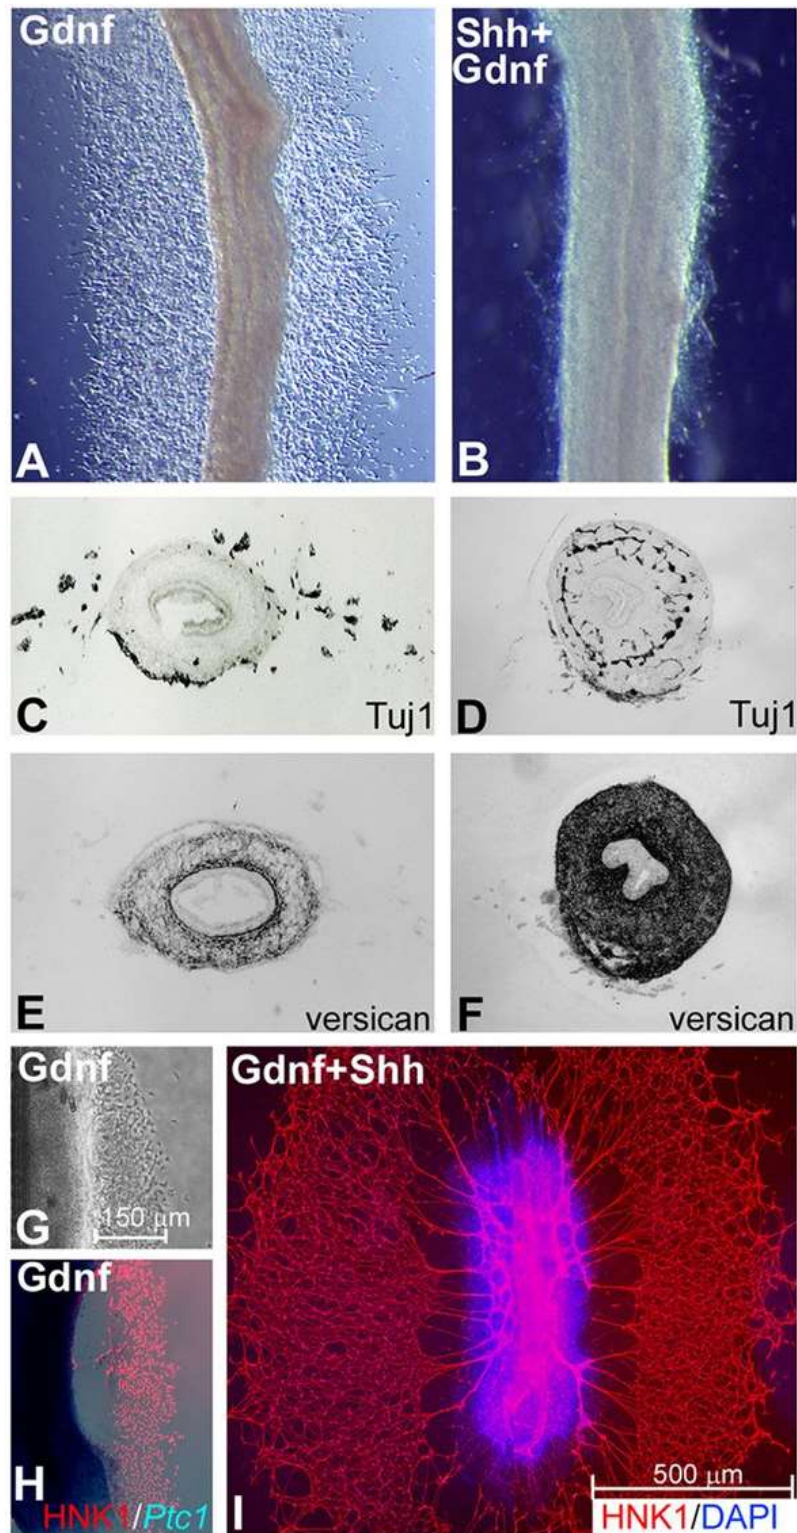 Gdnf
A
Shh+
Gdnf
B
C
Tuj1
D
Tuj1
E
versican
F
versican
Gdnf
G
150 μm
Gdnf
H
HNK1/Ptc1
Gdnf+Shh
I
500 μm
HNK1/DAPI